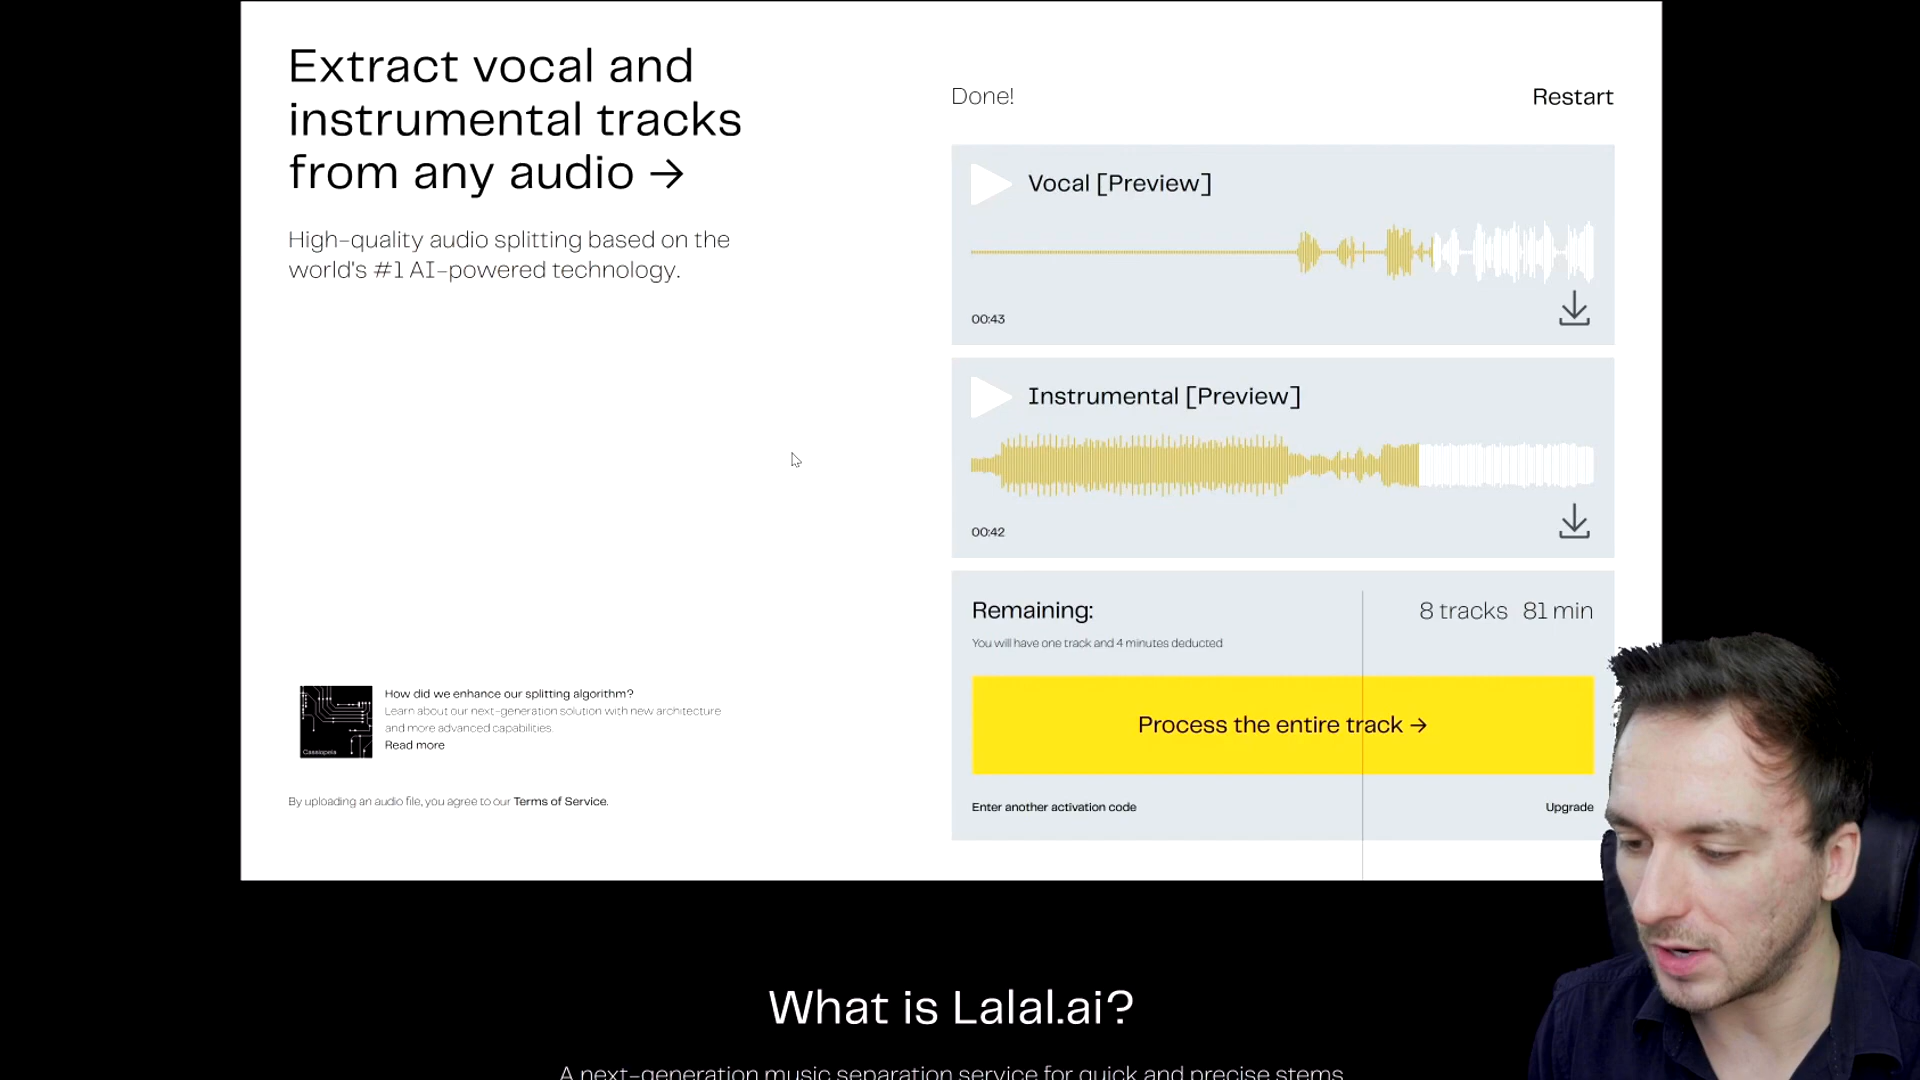 Extract vocal and
instrumental tracks
from any audio →
High-quality audio splitting based on the
world's #1 AI-powered technology.
Done!
Restart
Vocal [Preview]
00:43
Instrumental [Preview]
00:42
Remaining:
8 tracks 81 min
You will have one track and 4 minutes deducted
Process the entire track →
Enter another activation code
Upgrade
Cassiopeia
How did we enhance our splitting algorithm?
Learn about our next-generation solution with new architecture
and more advanced capabilities.
Read more
By uploading an audio file, you agree to our Terms of Service.
What is Lalal.ai?
A next-generation music separation service for quick and precise stems